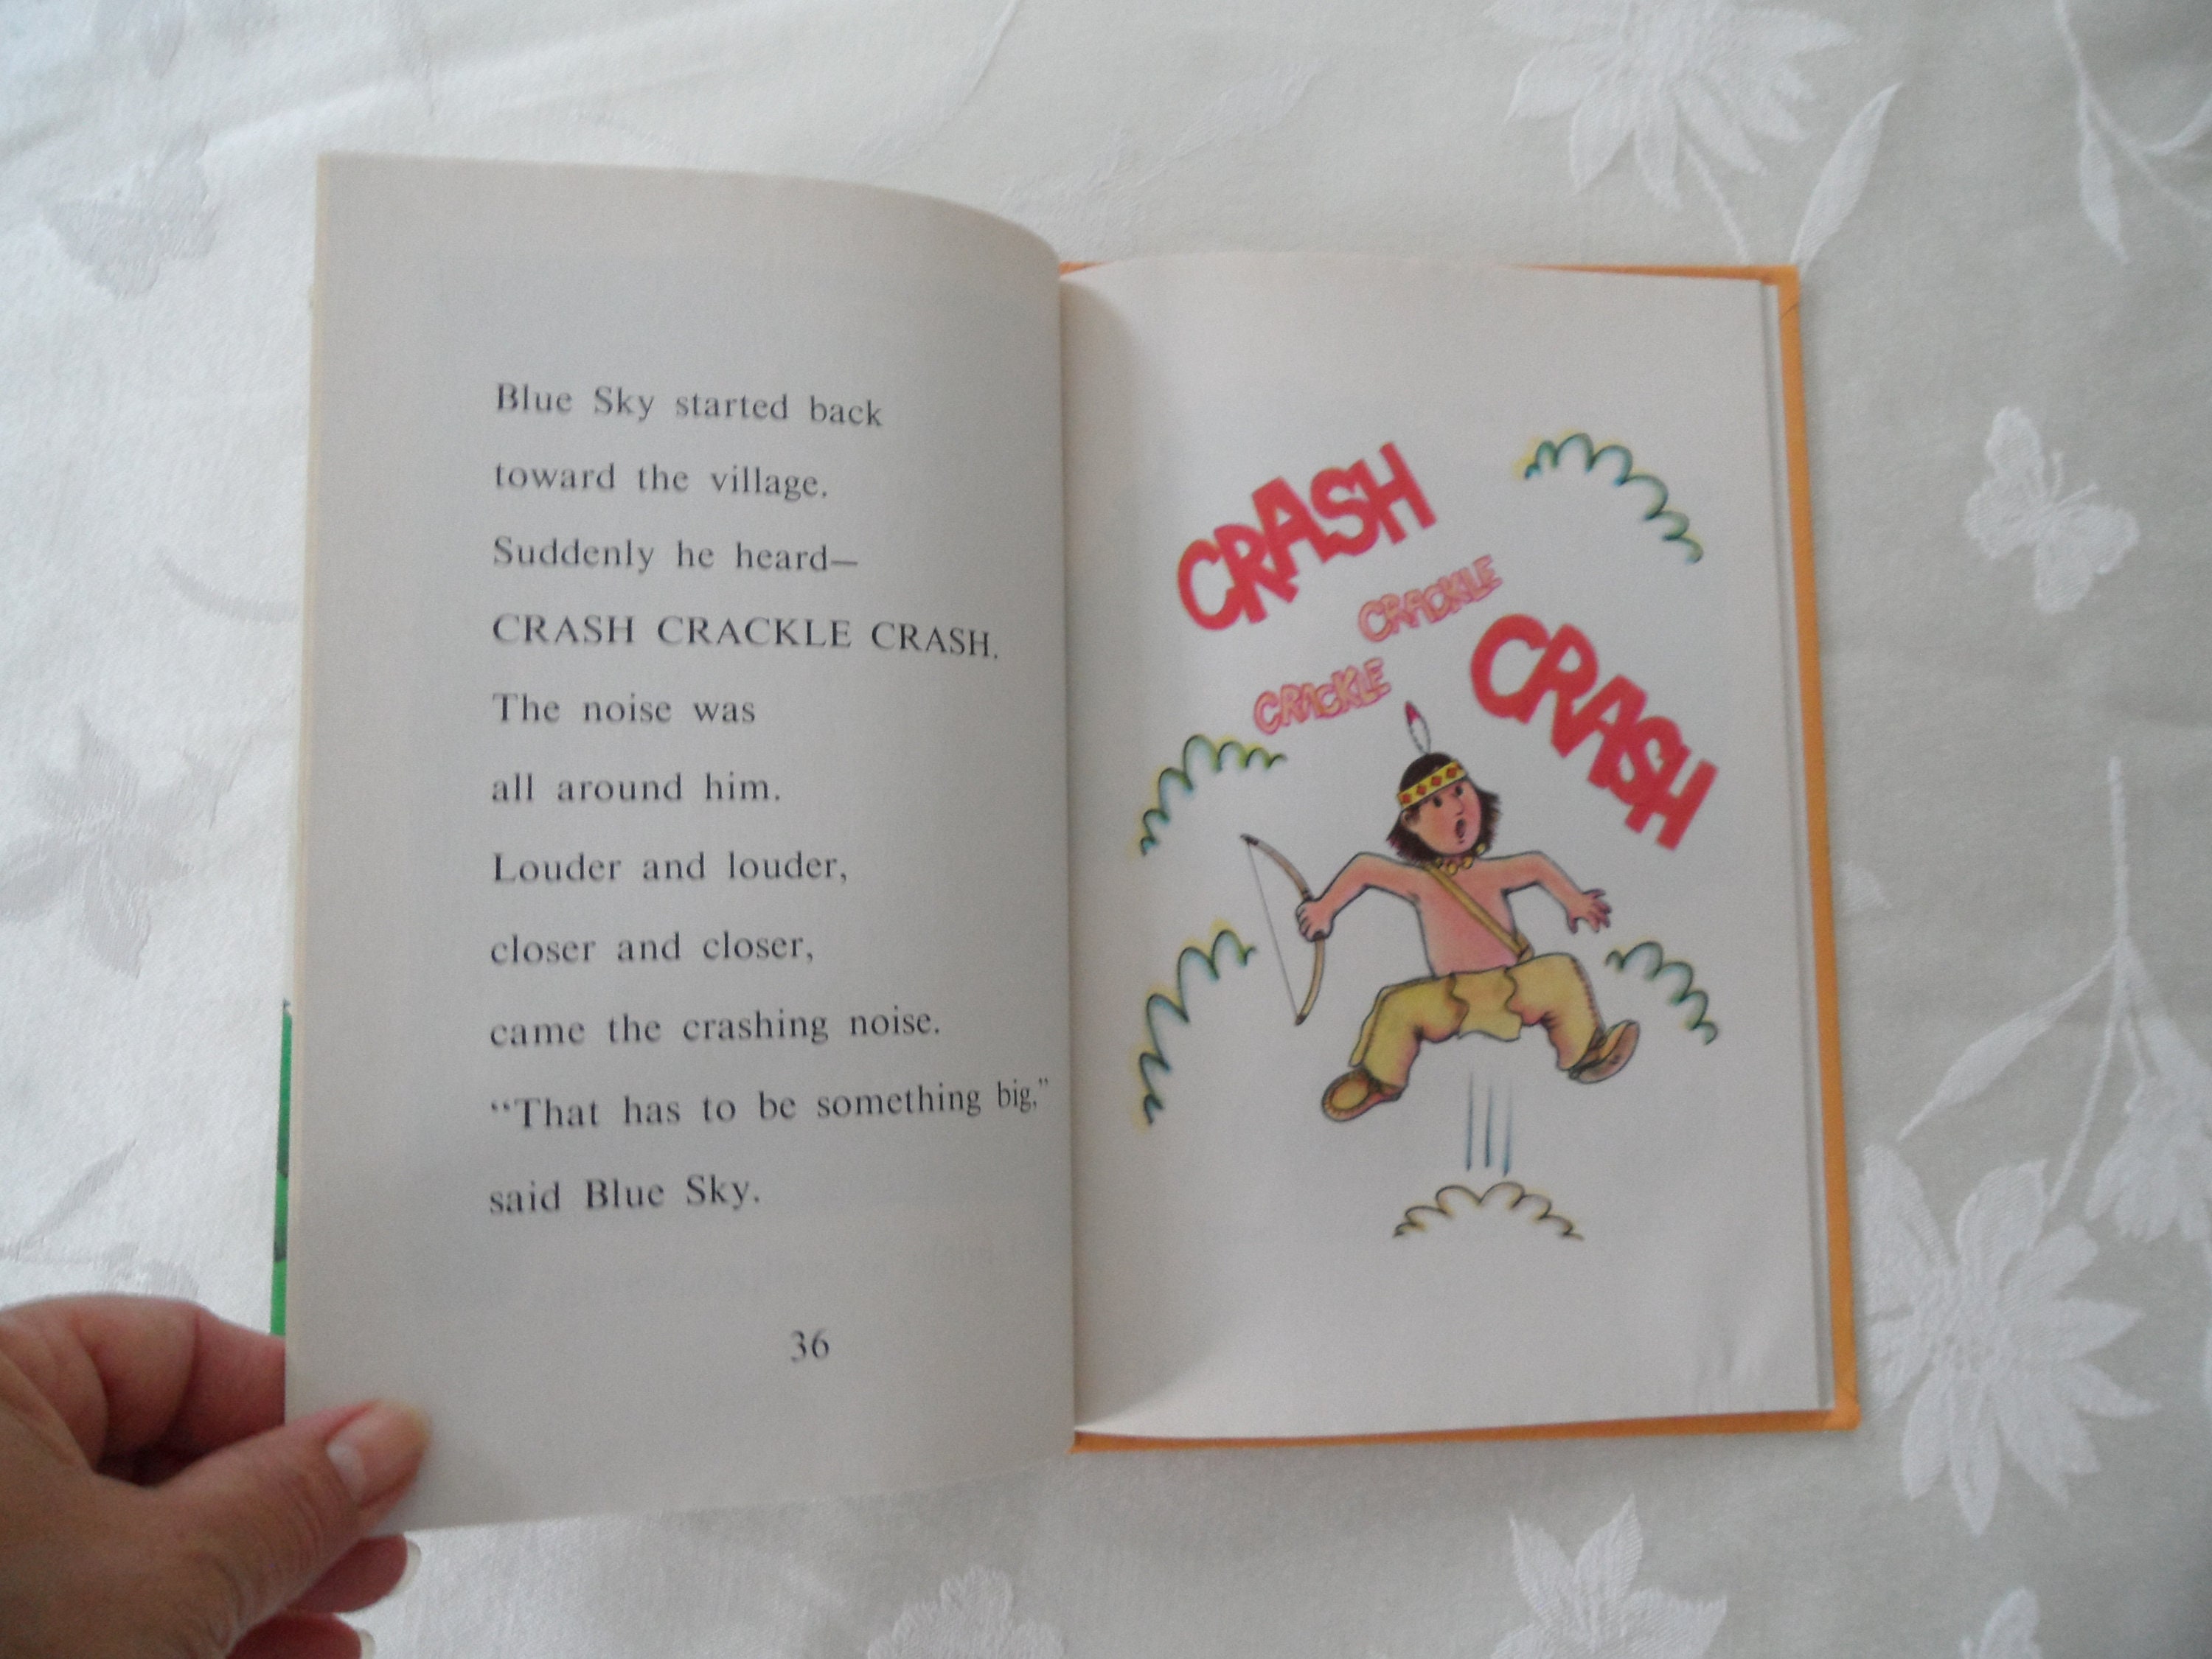 Blue Sky started back
toward the village.
Suddenly he heard—
CRASH CRACKLE CRASH.
The noise was
all around him.
Louder and louder,
closer and closer,
came the crashing noise.
“That has to be something big,”
said Blue Sky.
36
CRASH
CRACKLE
CRACKLE
CRASH